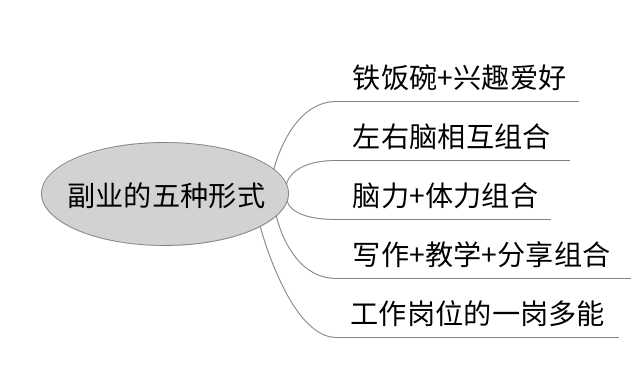 副业的五种形式
铁饭碗+兴趣爱好
左右脑相互组合
脑力+体力组合
写作+教学+分享组合
工作岗位的一岗多能